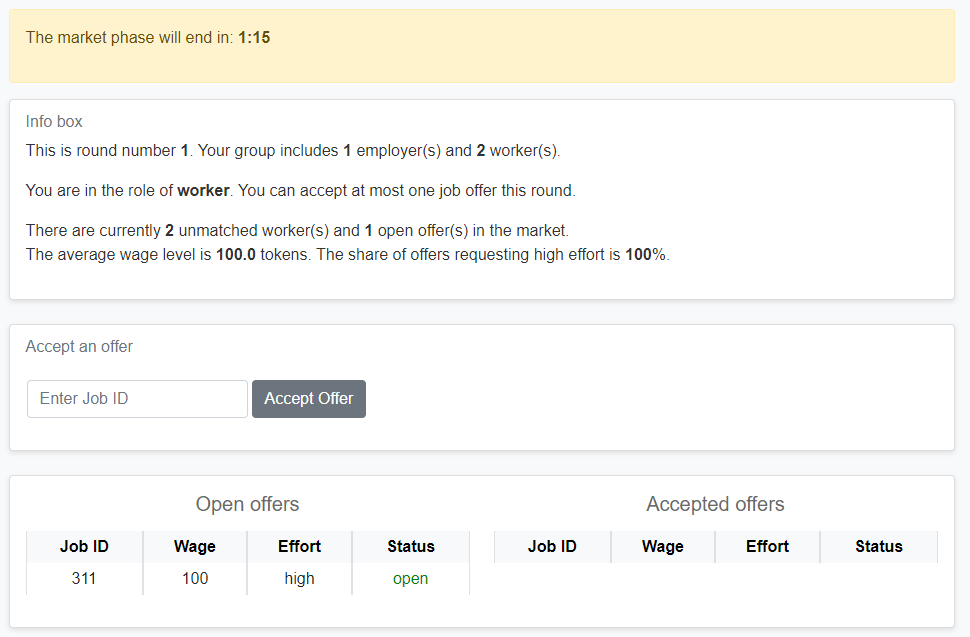 The market phase will end in: 1:15
Info box
This is round number 1. Your group includes 1 employer(s) and 2 worker(s).
You are in the role of worker. You can accept at most one job offer this round.
There are currently 2 unmatched worker(s) and 1 open offer(s) in the market.
The average wage level is 100.0 tokens. The share of offers requesting high effort is 100%.
Accept an offer
Enter Job ID Accept Offer
Open offers
Job ID Wage Effort Status
311 100 high open
Accepted offers
Job ID Wage Effort Status